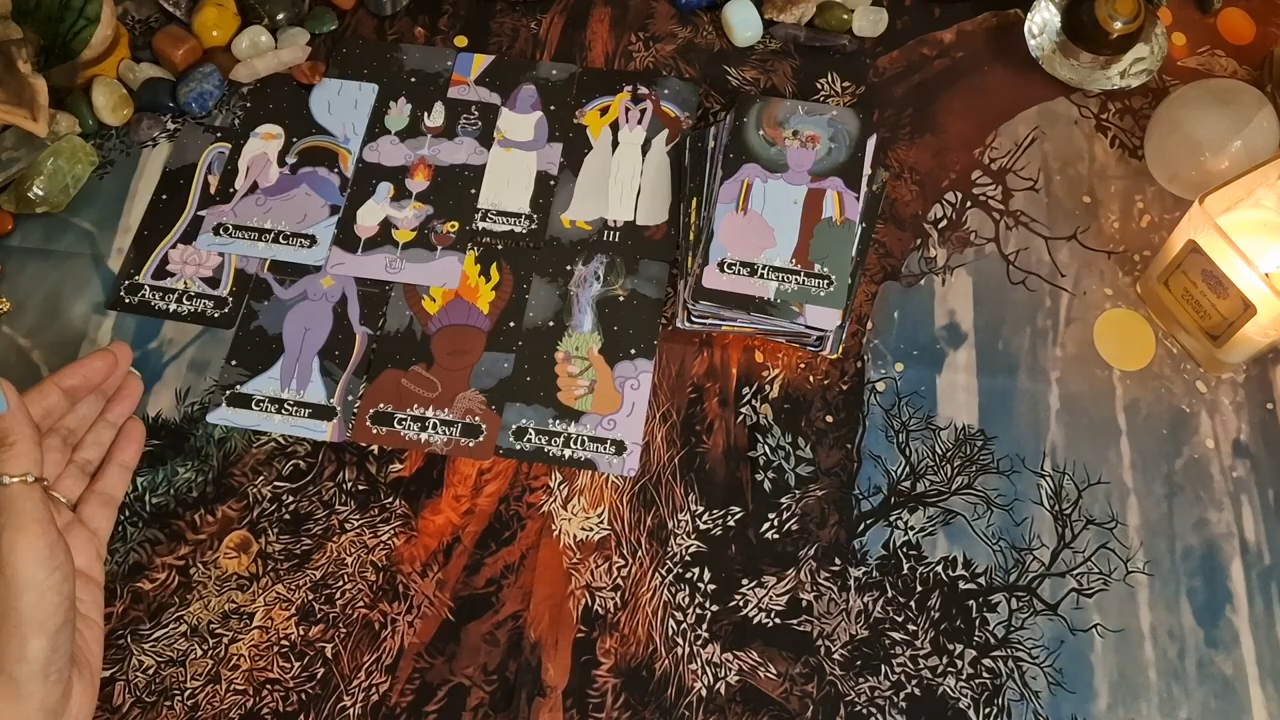 V
Queen of Cups
of Swords
III
The Hierophant
Ace of Cups
The Star
The Devil
Ace of Wands